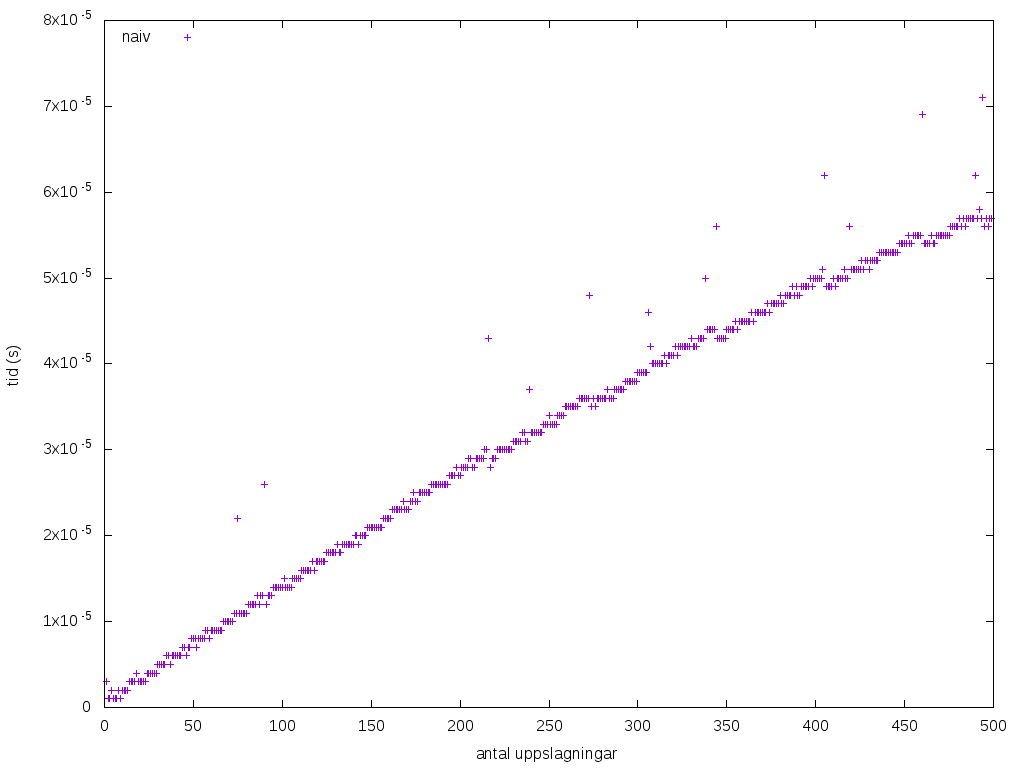 8x10⁻⁵
naiv
7x10⁻⁵
6x10⁻⁵
5x10⁻⁵
4x10⁻⁵
tid (s)
3x10⁻⁵
2x10⁻⁵
1x10⁻⁵
0
0 50 100 150 200 250 300 350 400 450 500
antal uppslagningar